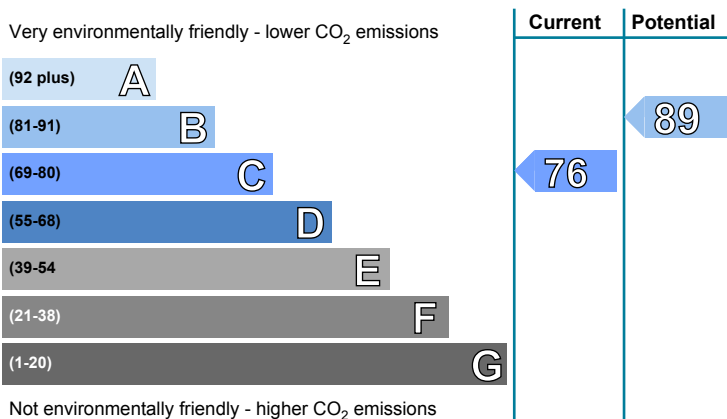 Current Potential
Very environmentally friendly - lower CO2 emissions
(92 plus) A
(81-91) B
89
(69-80) C
76
(55-68) D
(39-54 E
(21-38) F
(1-20) G
Not environmentally friendly - higher CO2 emissions